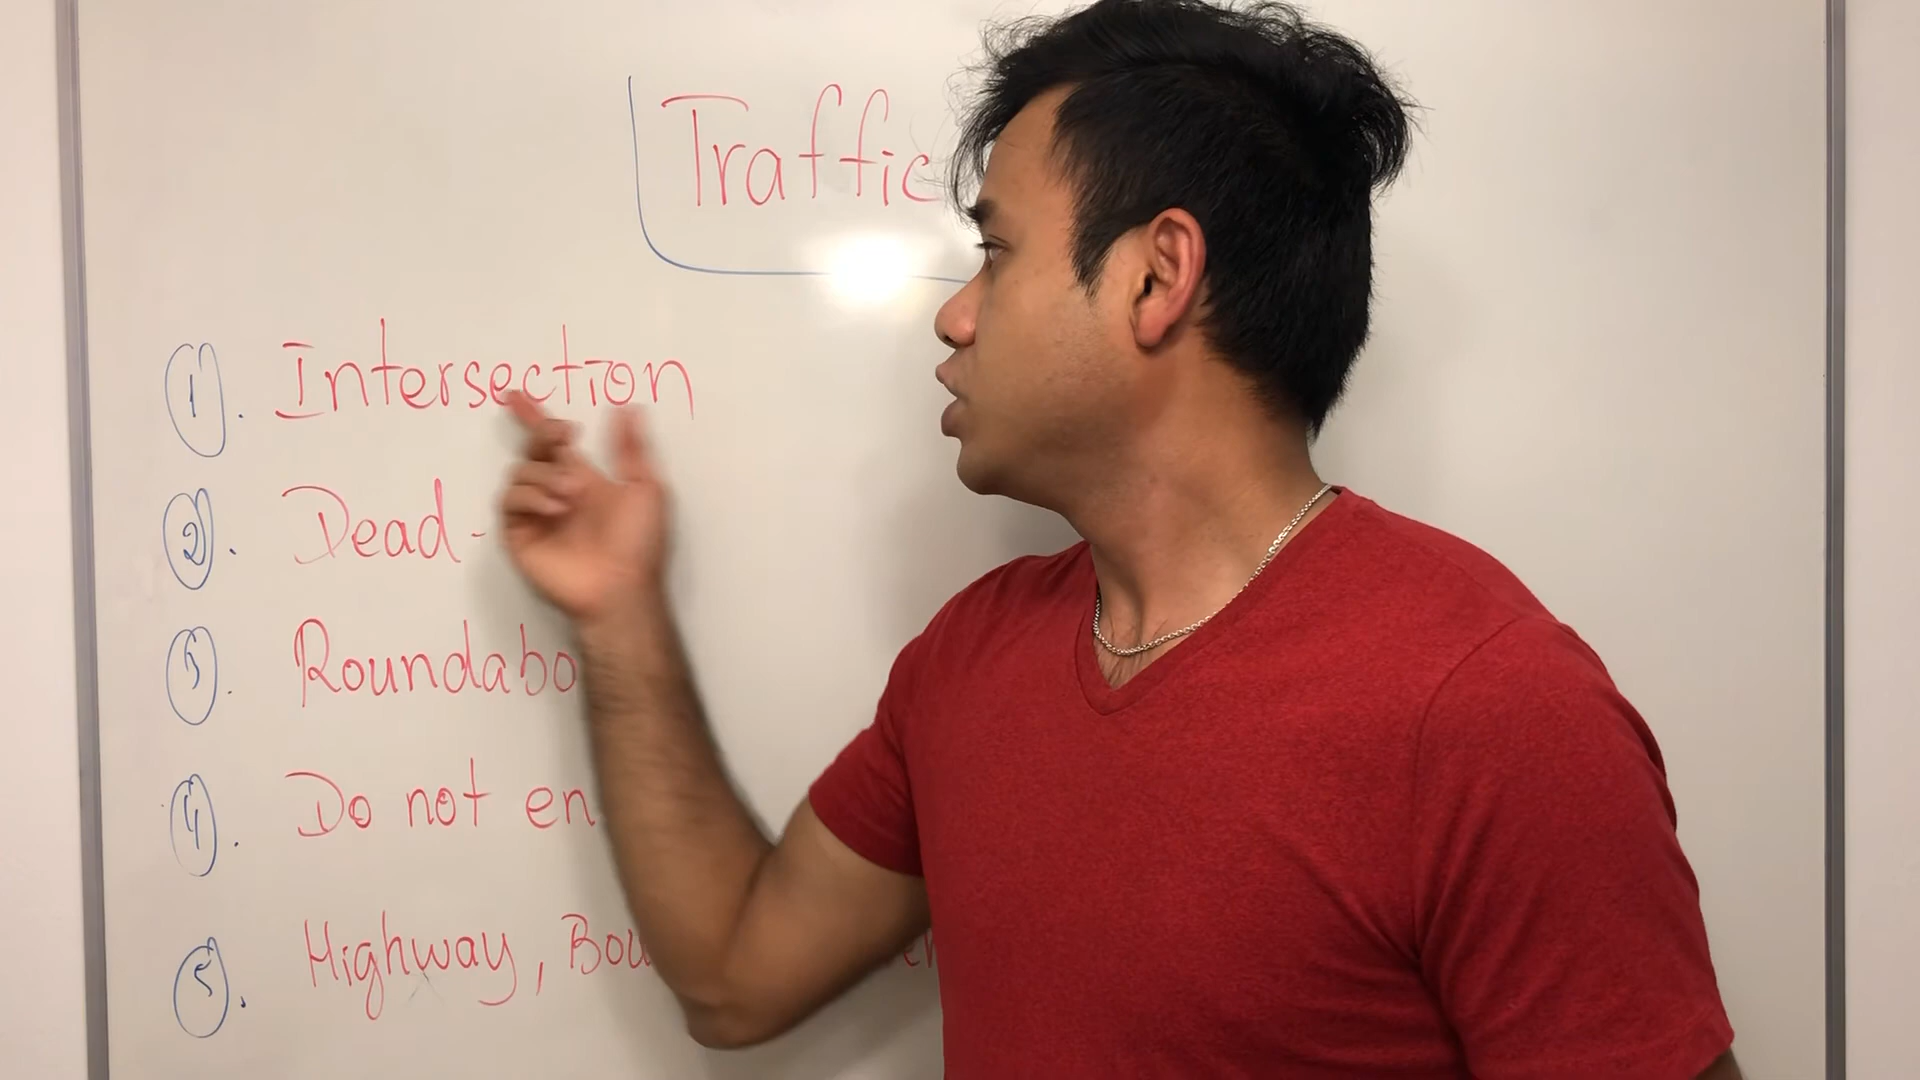 Traffic
1. Intersection
2. Dead-
3. Roundabo
4. Do not en
5. Highway, Bou